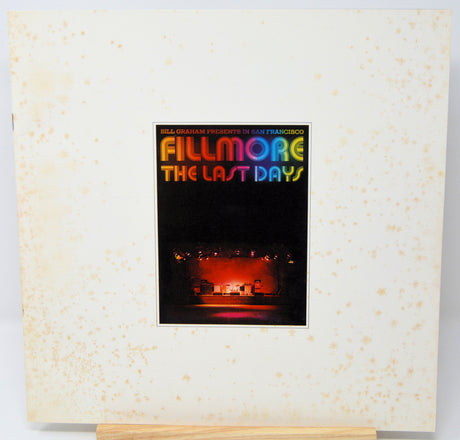 BILL GRAHAM PRESENTS IN SAN FRANCISCO
FILLMORE
THE LAST DAYS